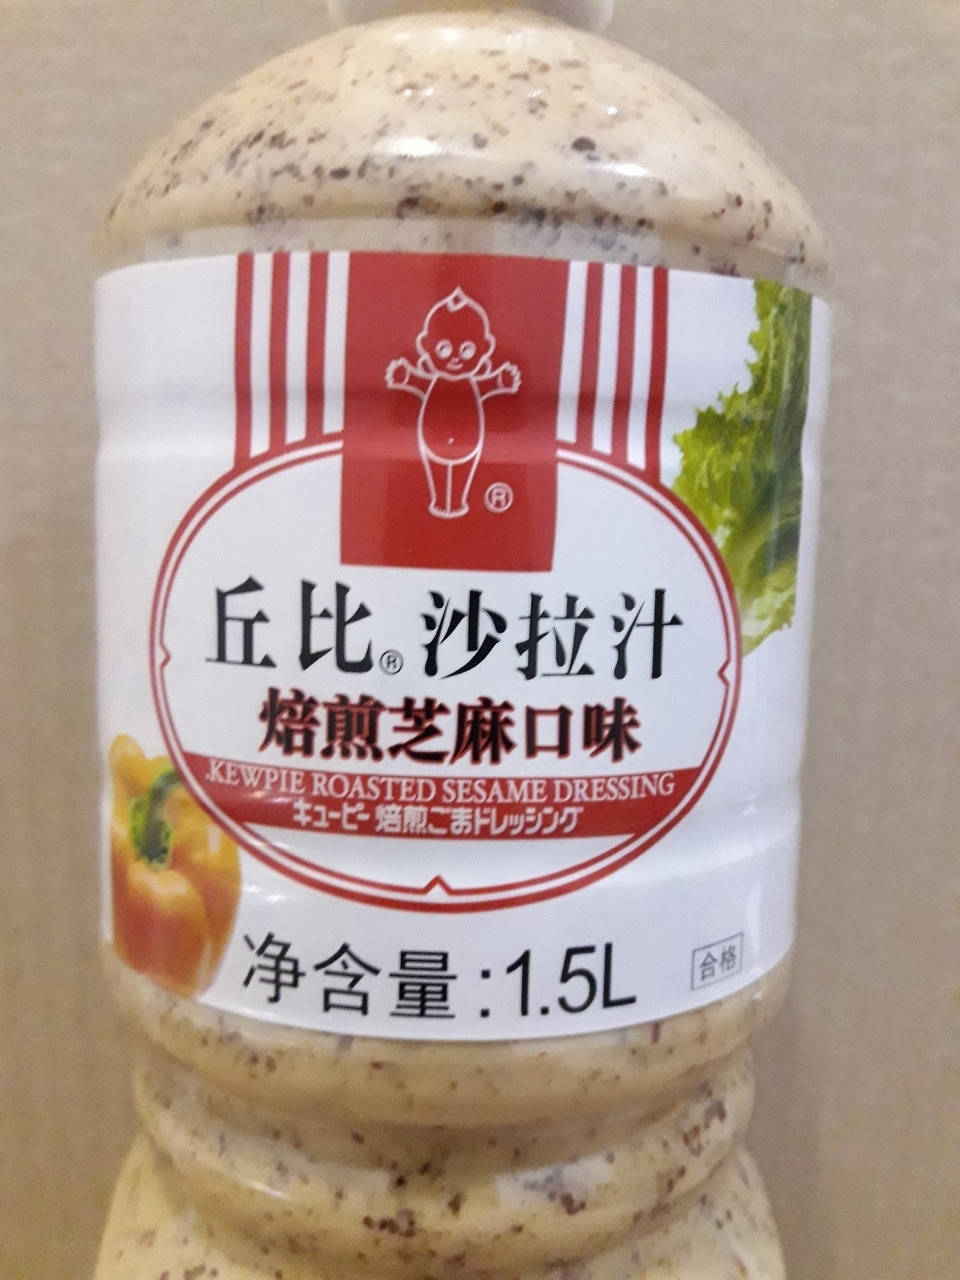 ®
丘比®沙拉汁
焙煎芝麻口味
KEWPIE ROASTED SESAME DRESSING
キューピー 焙煎ごまドレッシング
净含量:1.5L
合格